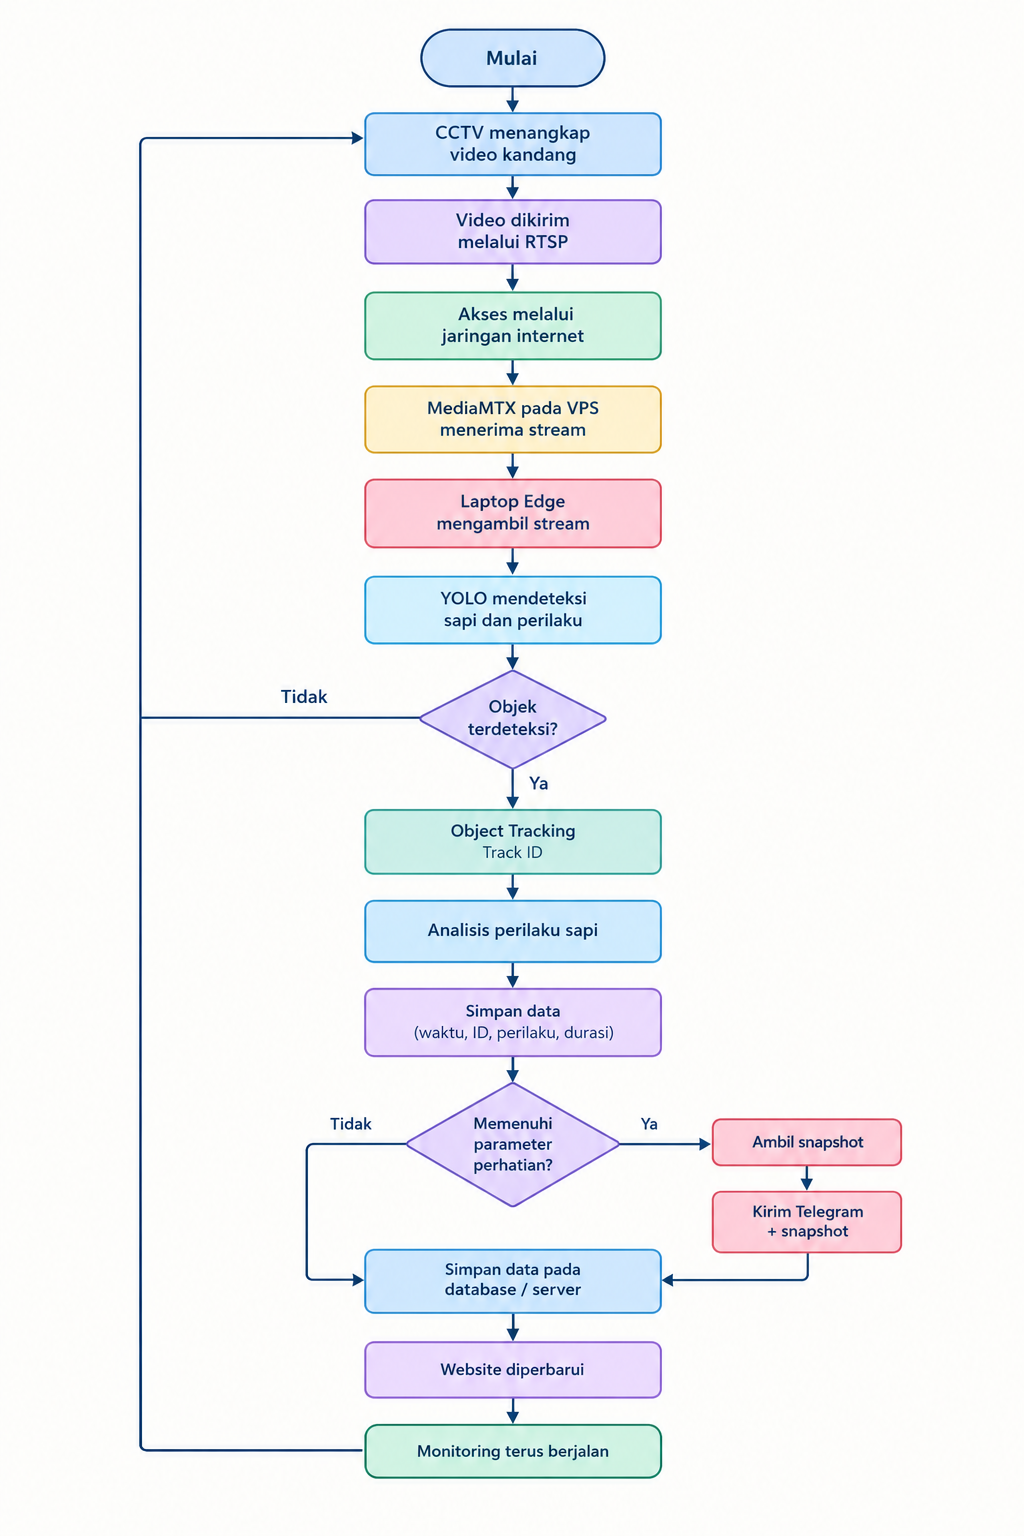 Mulai
CCTV menangkap
video kandang
Video dikirim
melalui RTSP
Akses melalui
jaringan internet
MediaMTX pada VPS
menerima stream
Laptop Edge
mengambil stream
YOLO mendeteksi
sapi dan perilaku
Tidak
Objek
terdeteksi?
Ya
Object Tracking
Track ID
Analisis perilaku sapi
Simpan data
(waktu, ID, perilaku, durasi)
Tidak
Memenuhi
parameter
perhatian?
Ya
Ambil snapshot
Kirim Telegram
+ snapshot
Simpan data pada
database / server
Website diperbarui
Monitoring terus berjalan